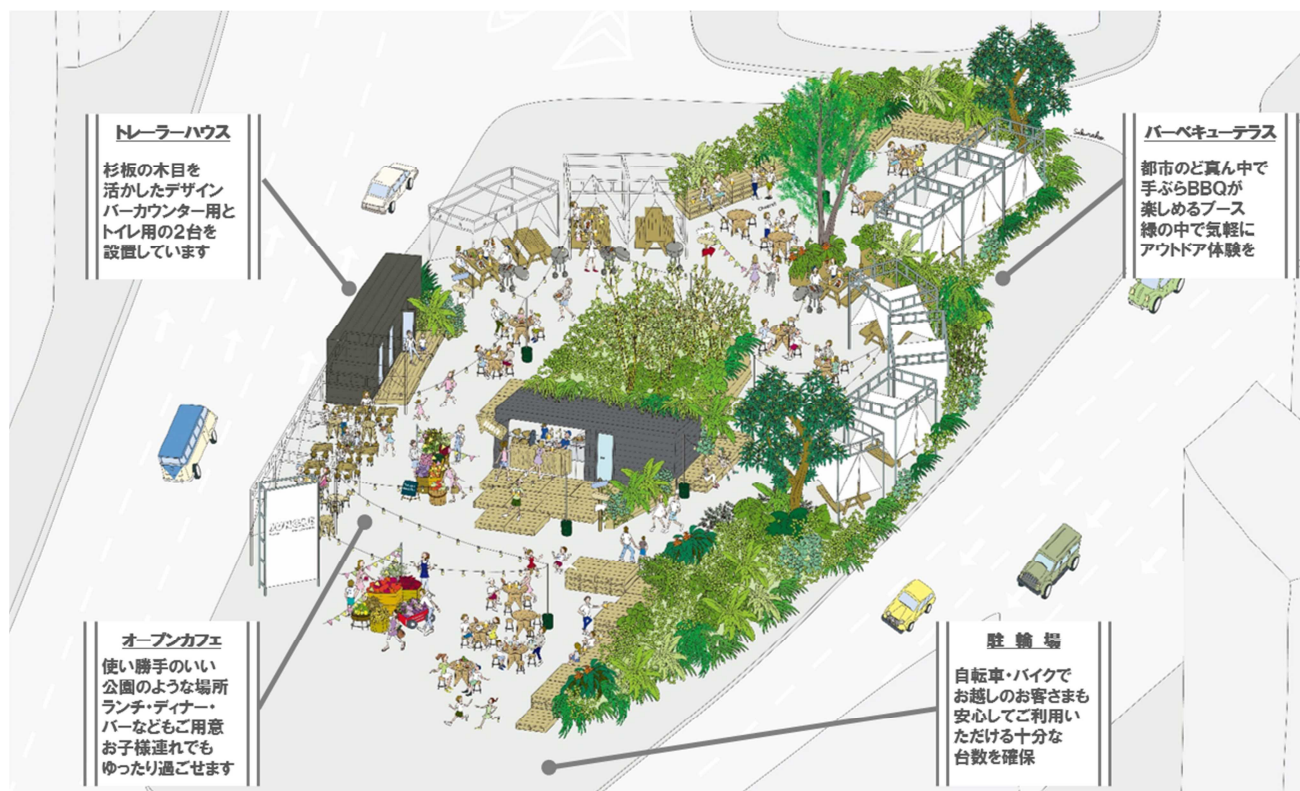 トレーラーハウス
杉板の木目を
活かしたデザイン
バーカウンター用と
トイレ用の2台を
設置しています
バーベキューテラス
都市のど真ん中で
手ぶらBBQが
楽しめるブース
緑の中で気軽に
アウトドア体験を
オープンカフェ
使い勝手のいい
公園のような場所
ランチ・ディナー・
バーなどもご用意
お子様連れでも
ゆったり過ごせます
駐輪場
自転車・バイクで
お越しのお客さまも
安心してご利用い
ただける十分な
台数を確保